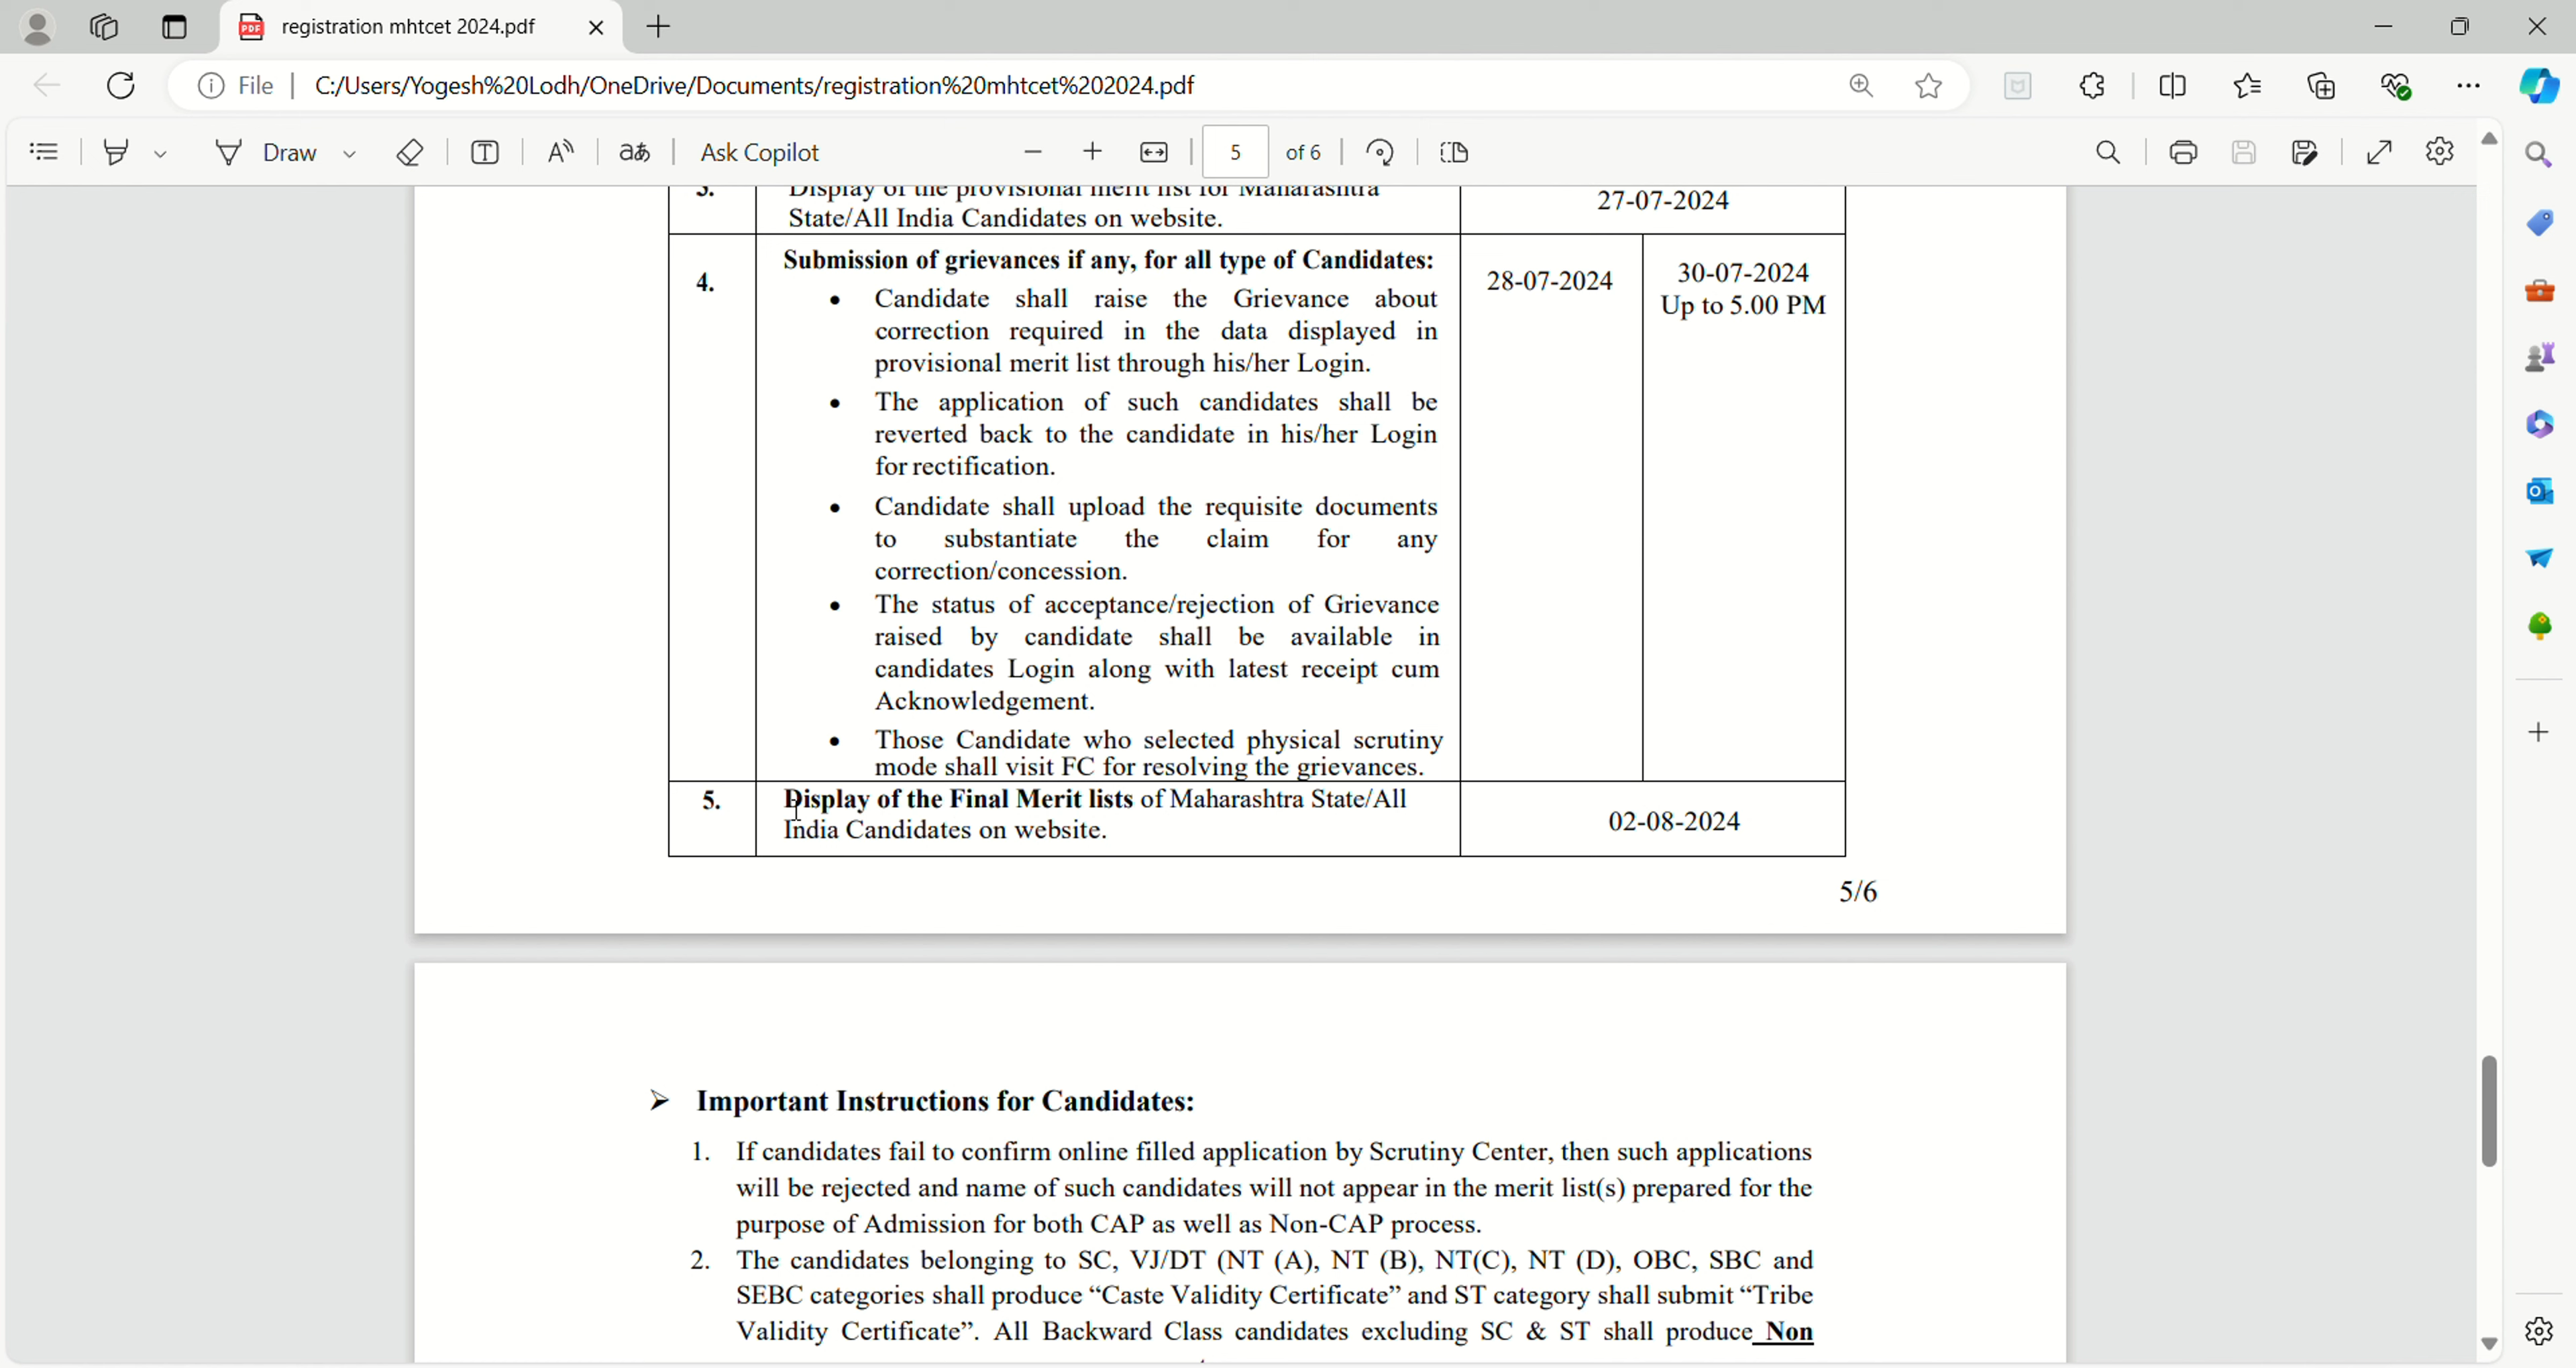 registration mhtcet 2024.pdf
File C:/Users/Yogesh%20Lodh/OneDrive/Documents/registration%20mhtcet%202024.pdf
Draw Ask Copilot 5 of 6
3. Display of the provisional merit list for Maharashtra
State/All India Candidates on website.
27-07-2024
4. Submission of grievances if any, for all type of Candidates:
28-07-2024
30-07-2024
Up to 5.00 PM
• Candidate shall raise the Grievance about
correction required in the data displayed in
provisional merit list through his/her Login.
• The application of such candidates shall be
reverted back to the candidate in his/her Login
for rectification.
• Candidate shall upload the requisite documents
to substantiate the claim for any
correction/concession.
• The status of acceptance/rejection of Grievance
raised by candidate shall be available in
candidates Login along with latest receipt cum
Acknowledgement.
• Those Candidate who selected physical scrutiny
mode shall visit FC for resolving the grievances.
5. Display of the Final Merit lists of Maharashtra State/All
India Candidates on website.
02-08-2024
5/6
➢ Important Instructions for Candidates:
1. If candidates fail to confirm online filled application by Scrutiny Center, then such applications
will be rejected and name of such candidates will not appear in the merit list(s) prepared for the
purpose of Admission for both CAP as well as Non-CAP process.
2. The candidates belonging to SC, VJ/DT (NT (A), NT (B), NT(C), NT (D), OBC, SBC and
SEBC categories shall produce “Caste Validity Certificate” and ST category shall submit “Tribe
Validity Certificate”. All Backward Class candidates excluding SC & ST shall produce Non